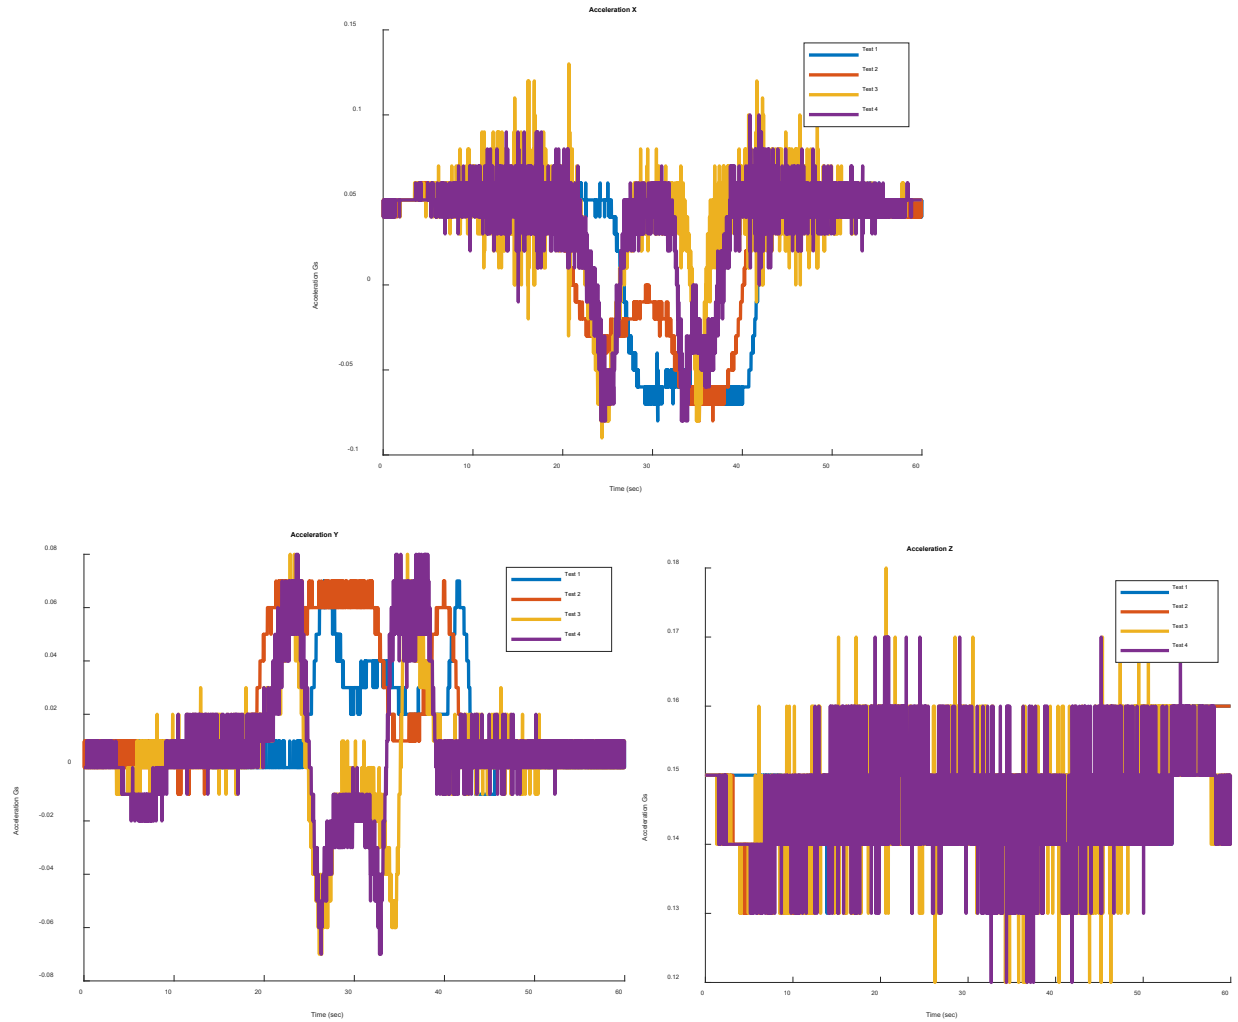 Acceleration X
0.15
0.1
0.05
0
-0.05
-0.1
Acceleration Gs
0 10 20 30 40 50 60
Time (sec)
Test 1
Test 2
Test 3
Test 4
Acceleration Y
0.08
0.06
0.04
0.02
0
-0.02
-0.04
-0.06
-0.08
Acceleration Gs
0 10 20 30 40 50 60
Time (sec)
Test 1
Test 2
Test 3
Test 4
Acceleration Z
0.18
0.17
0.16
0.15
0.14
0.13
0.12
Acceleration Gs
0 10 20 30 40 50 60
Time (sec)
Test 1
Test 2
Test 3
Test 4